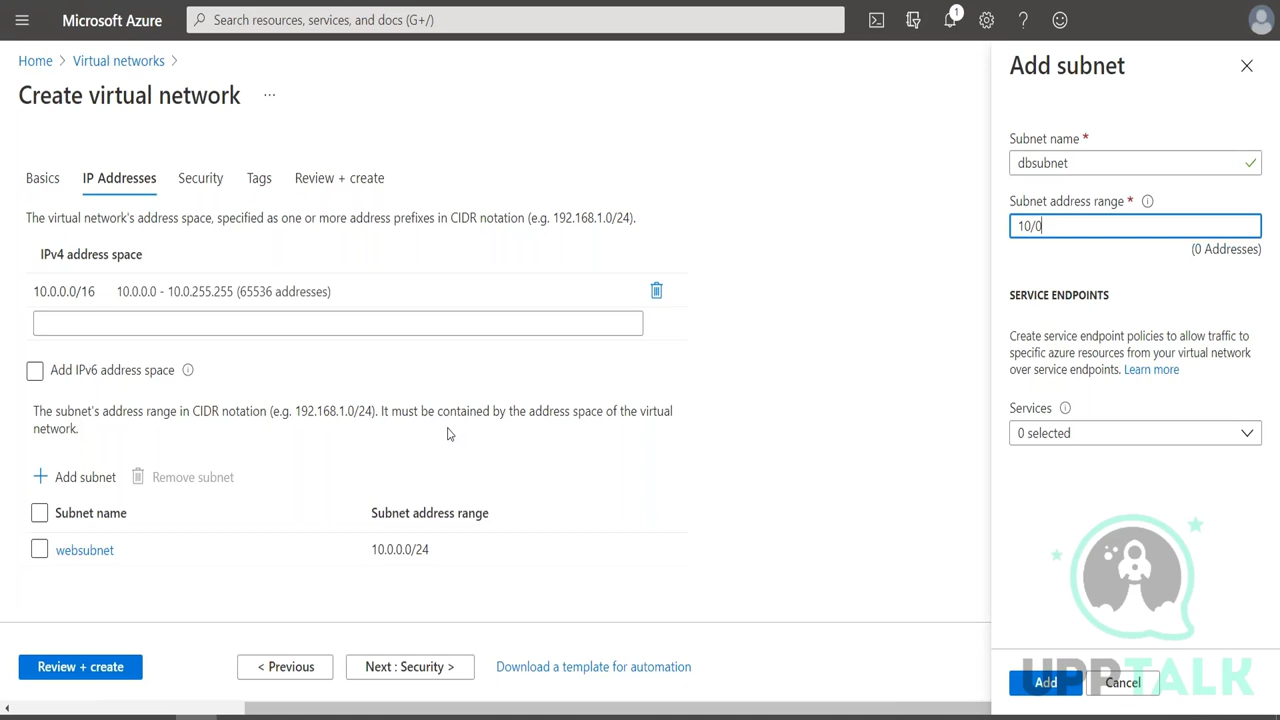 Microsoft Azure
Search resources, services, and docs (G+/)
1
Home > Virtual networks >
Create virtual network ...
Basics IP Addresses Security Tags Review + create
The virtual network's address space, specified as one or more address prefixes in CIDR notation (e.g. 192.168.1.0/24).
IPv4 address space
10.0.0.0/16 10.0.0.0 - 10.0.255.255 (65536 addresses)
Add IPv6 address space
The subnet's address range in CIDR notation (e.g. 192.168.1.0/24). It must be contained by the address space of the virtual
network.
+ Add subnet Remove subnet
Subnet name Subnet address range
websubnet 10.0.0.0/24
Review + create < Previous Next : Security > Download a template for automation
Add subnet
Subnet name *
dbsubnet
Subnet address range *
10/0
(0 Addresses)
SERVICE ENDPOINTS
Create service endpoint policies to allow traffic to
specific azure resources from your virtual network
over service endpoints. Learn more
Services
0 selected
Add Cancel
UPPTALK